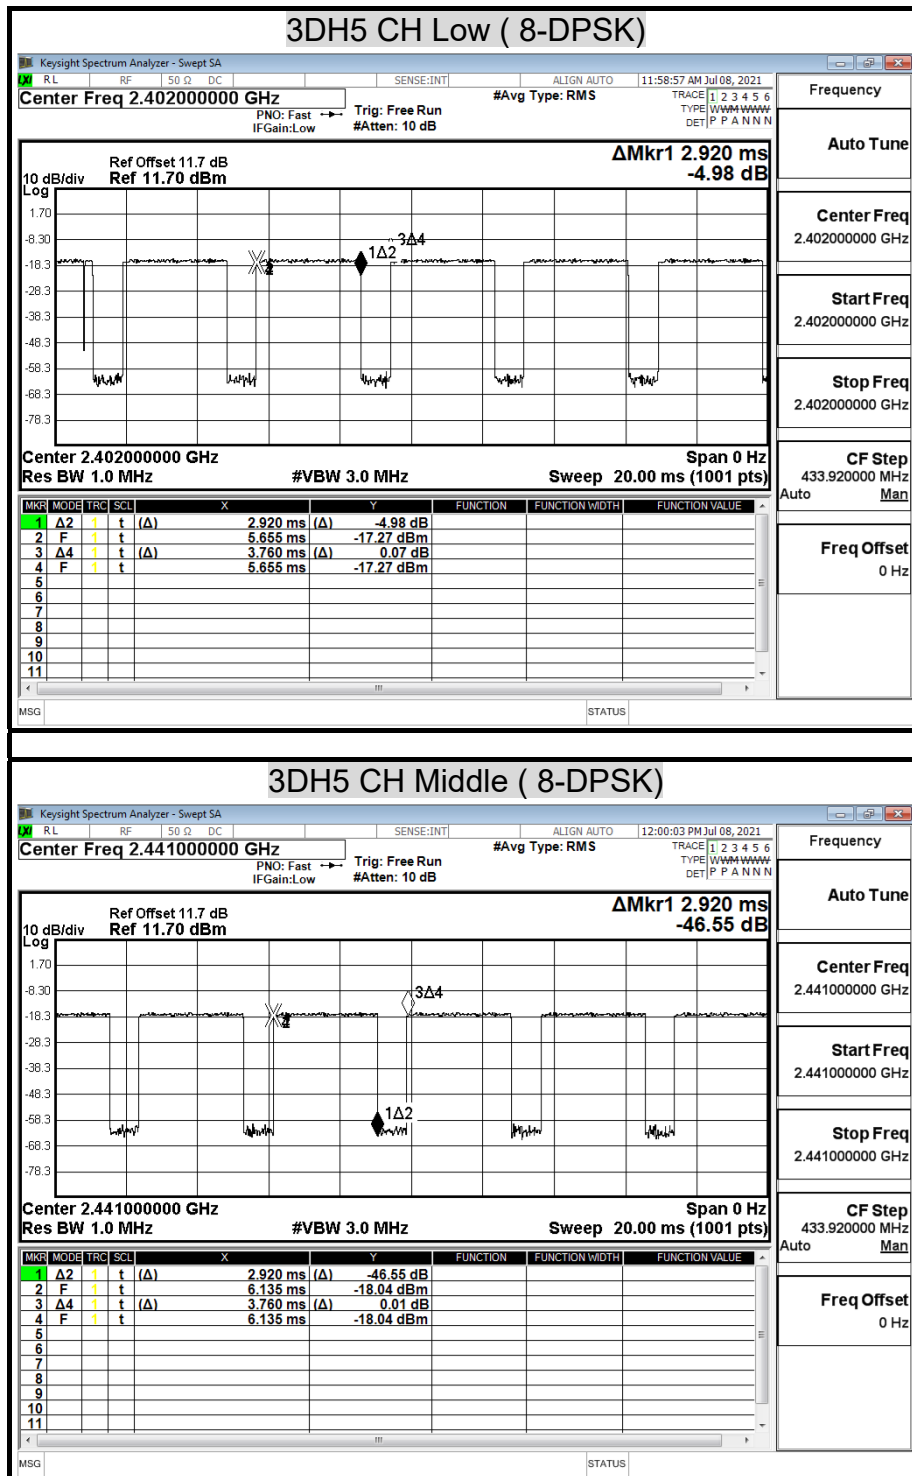 3DH5 CH Low ( 8-DPSK)
Keysight Spectrum Analyzer - Swept SA
LXI RL RF 50 Ω DC SENSE:INT ALIGN AUTO 11:58:57 AM Jul 08, 2021
Center Freq 2.402000000 GHz
PNO: Fast
IFGain:Low
Trig: Free Run
#Atten: 10 dB
#Avg Type: RMS
TRACE 1 2 3 4 5 6
TYPE WWMWWWW
DET P P A N N N
Frequency
Auto Tune
Center Freq
2.402000000 GHz
Start Freq
2.402000000 GHz
Stop Freq
2.402000000 GHz
CF Step
433.920000 MHz
Auto Man
Freq Offset
0 Hz
ΔMkr1 2.920 ms
-4.98 dB
Ref Offset 11.7 dB
10 dB/div Ref 11.70 dBm
Log
1.70
-8.30
-18.3
-28.3
-38.3
-48.3
-58.3
-68.3
-78.3
3Δ4
1Δ2
Center 2.402000000 GHz Span 0 Hz
Res BW 1.0 MHz #VBW 3.0 MHz Sweep 20.00 ms (1001 pts)
MKR MODE TRC SCL X Y FUNCTION FUNCTION WIDTH FUNCTION VALUE
1 Δ2 1 t (Δ) 2.920 ms (Δ) -4.98 dB
2 F 1 t 5.655 ms -17.27 dBm
3 Δ4 1 t (Δ) 3.760 ms (Δ) 0.07 dB
4 F 1 t 5.655 ms -17.27 dBm
5
6
7
8
9
10
11
MSG STATUS
3DH5 CH Middle ( 8-DPSK)
Keysight Spectrum Analyzer - Swept SA
LXI RL RF 50 Ω DC SENSE:INT ALIGN AUTO 12:00:03 PM Jul 08, 2021
Center Freq 2.441000000 GHz
PNO: Fast
IFGain:Low
Trig: Free Run
#Atten: 10 dB
#Avg Type: RMS
TRACE 1 2 3 4 5 6
TYPE WWMWWWW
DET P P A N N N
Frequency
Auto Tune
Center Freq
2.441000000 GHz
Start Freq
2.441000000 GHz
Stop Freq
2.441000000 GHz
CF Step
433.920000 MHz
Auto Man
Freq Offset
0 Hz
ΔMkr1 2.920 ms
-46.55 dB
Ref Offset 11.7 dB
10 dB/div Ref 11.70 dBm
Log
1.70
-8.30
-18.3
-28.3
-38.3
-48.3
-58.3
-68.3
-78.3
3Δ4
1Δ2
Center 2.441000000 GHz Span 0 Hz
Res BW 1.0 MHz #VBW 3.0 MHz Sweep 20.00 ms (1001 pts)
MKR MODE TRC SCL X Y FUNCTION FUNCTION WIDTH FUNCTION VALUE
1 Δ2 1 t (Δ) 2.920 ms (Δ) -46.55 dB
2 F 1 t 6.135 ms -18.04 dBm
3 Δ4 1 t (Δ) 3.760 ms (Δ) 0.01 dB
4 F 1 t 6.135 ms -18.04 dBm
5
6
7
8
9
10
11
MSG STATUS